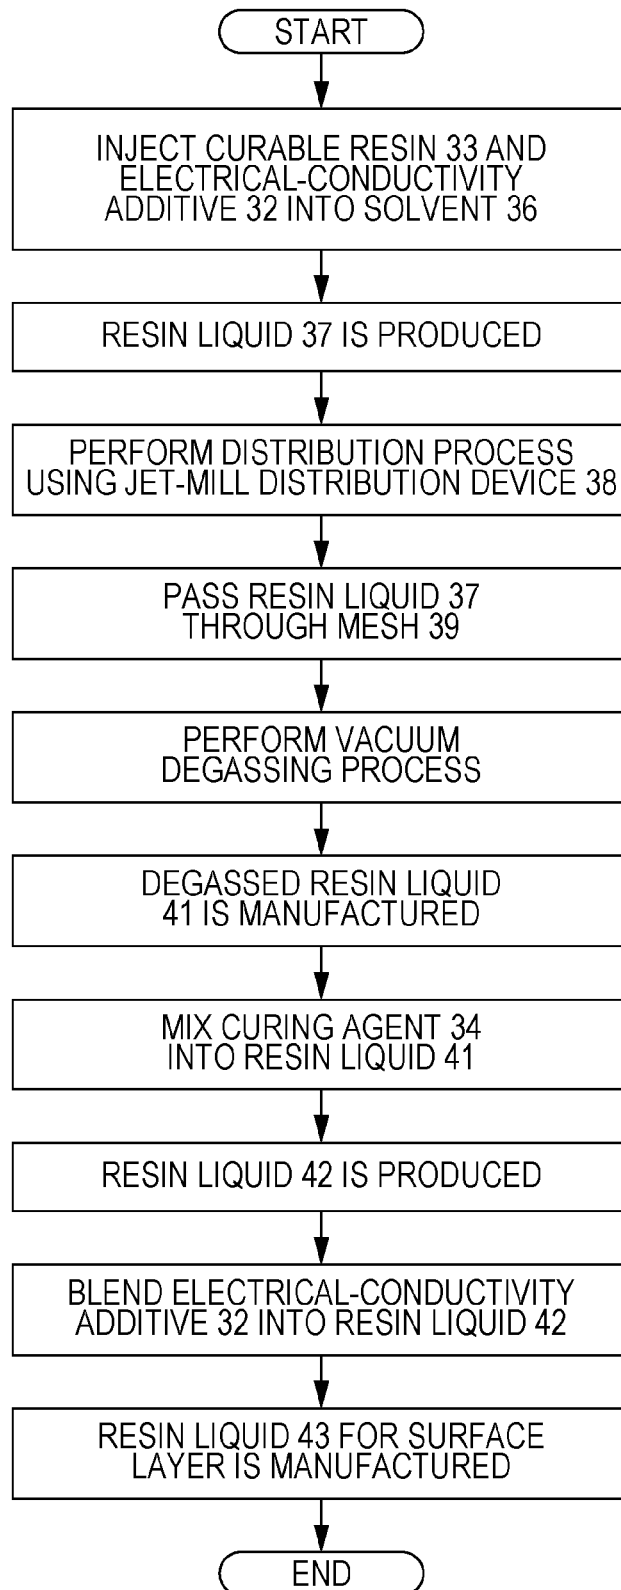 START
INJECT CURABLE RESIN 33 AND
ELECTRICAL-CONDUCTIVITY
ADDITIVE 32 INTO SOLVENT 36
RESIN LIQUID 37 IS PRODUCED
PERFORM DISTRIBUTION PROCESS
USING JET-MILL DISTRIBUTION DEVICE 38
PASS RESIN LIQUID 37
THROUGH MESH 39
PERFORM VACUUM
DEGASSING PROCESS
DEGASSED RESIN LIQUID
41 IS MANUFACTURED
MIX CURING AGENT 34
INTO RESIN LIQUID 41
RESIN LIQUID 42 IS PRODUCED
BLEND ELECTRICAL-CONDUCTIVITY
ADDITIVE 32 INTO RESIN LIQUID 42
RESIN LIQUID 43 FOR SURFACE
LAYER IS MANUFACTURED
END